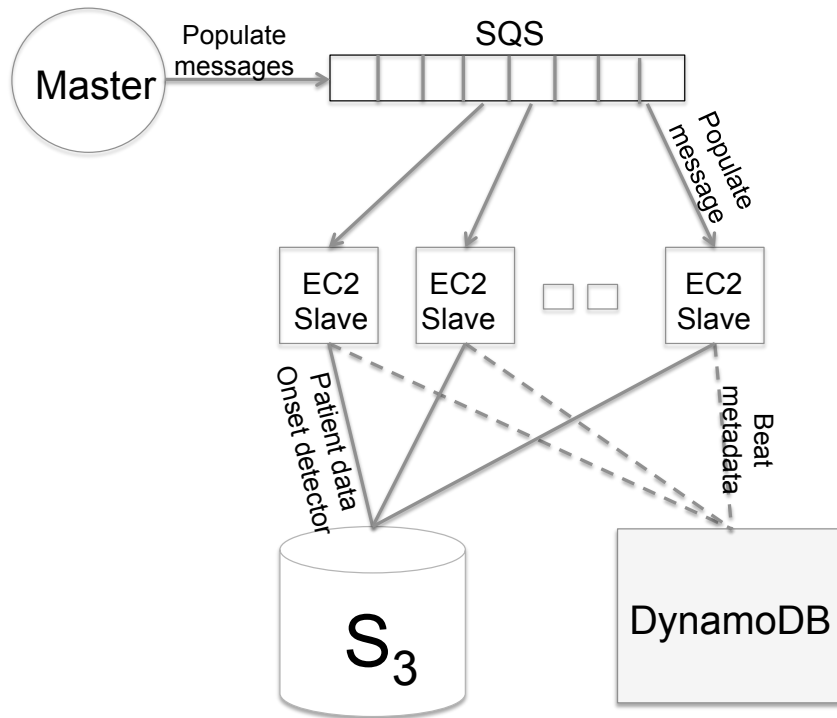 Populate
messages
SQS
Master
Populate
message
EC2
Slave
EC2
Slave
EC2
Slave
Patient data
Onset detector
Beat
metadata
S3
DynamoDB